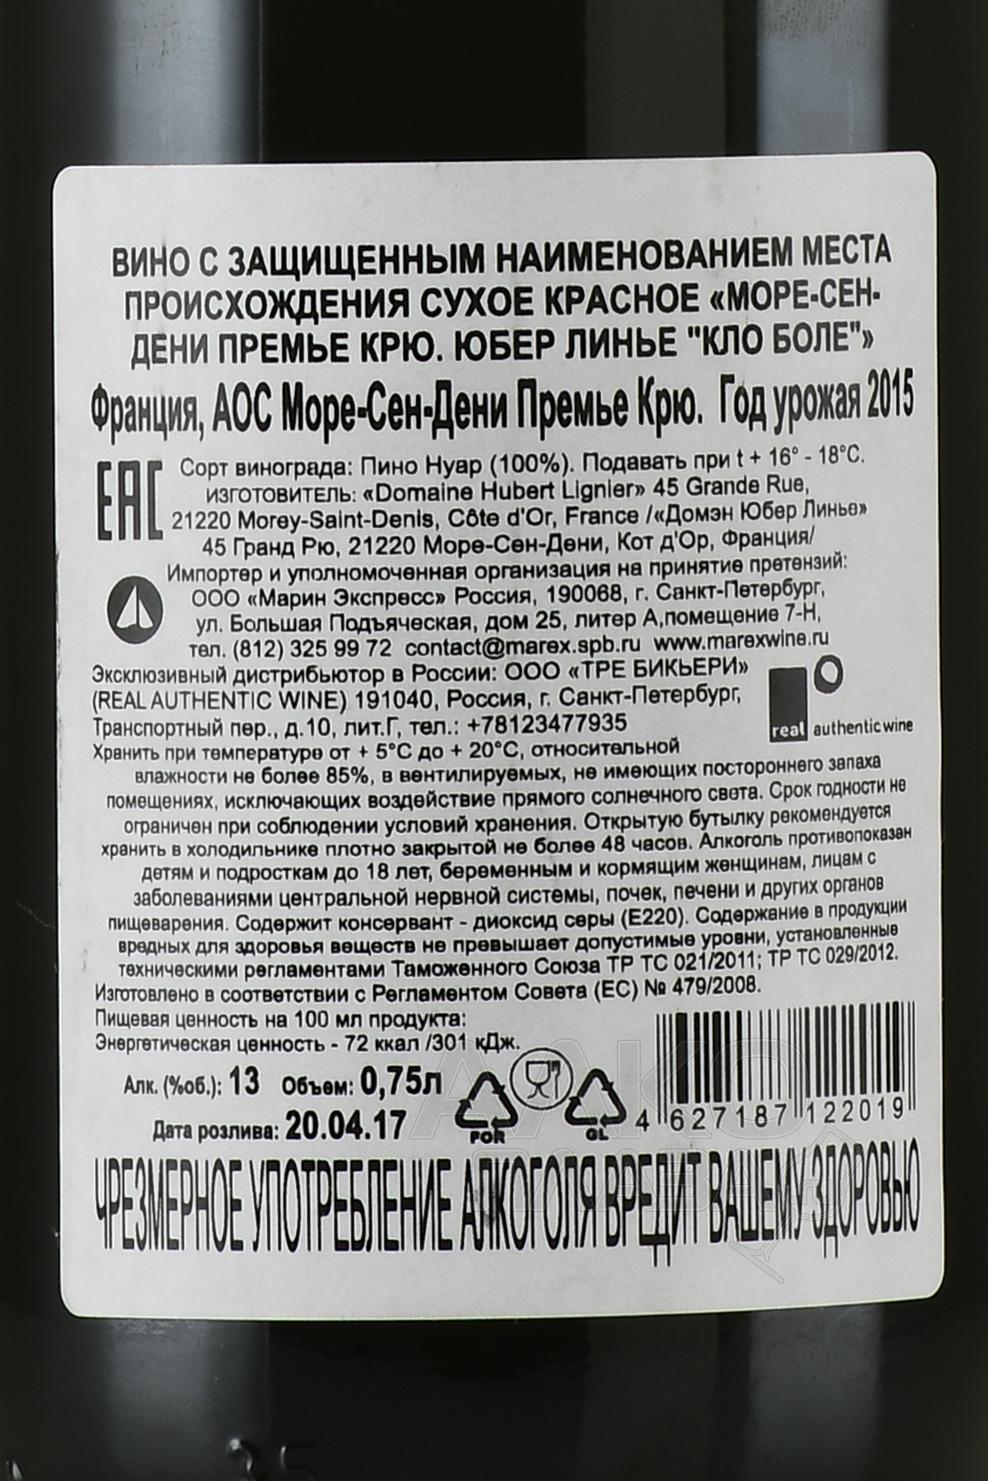 ВИНО С ЗАЩИЩЕННЫМ НАИМЕНОВАНИЕМ МЕСТА
ПРОИСХОЖДЕНИЯ СУХОЕ КРАСНОЕ «МОРЕ-СЕН-
ДЕНИ ПРЕМЬЕ КРЮ. ЮБЕР ЛИНЬЕ "КЛО БОЛЕ"»
Франция, АОС Море-Сен-Дени Премье Крю. Год урожая 2015
EAC
Сорт винограда: Пино Нуар (100%). Подавать при t + 16° - 18°С.
изготовитель: «Domaine Hubert Lignier» 45 Grande Rue,
21220 Morey-Saint-Denis, Côte d'Or, France /«Домэн Юбер Линье»
45 Гранд Рю, 21220 Море-Сен-Дени, Кот д'Ор, Франция/
Импортер и уполномоченная организация на принятие претензий:
ООО «Марин Экспресс» Россия, 190068, г. Санкт-Петербург,
ул. Большая Подъяческая, дом 25, литер А,помещение 7-Н,
тел. (812) 325 99 72 contact@marex.spb.ru www.marexwine.ru
Эксклюзивный дистрибьютор в России: ООО «ТРЕ БИКЬЕРИ»
(REAL AUTHENTIC WINE) 191040, Россия, г. Санкт-Петербург,
Транспортный пер., д.10, лит.Г, тел.: +78123477935
real authentic wine
Хранить при температуре от + 5°С до + 20°С, относительной
влажности не более 85%, в вентилируемых, не имеющих постороннего запаха
помещениях, исключающих воздействие прямого солнечного света. Срок годности не
ограничен при соблюдении условий хранения. Открытую бутылку рекомендуется
хранить в холодильнике плотно закрытой не более 48 часов. Алкоголь противопоказан
детям и подросткам до 18 лет, беременным и кормящим женщинам, лицам с
заболеваниями центральной нервной системы, почек, печени и других органов
пищеварения. Содержит консервант - диоксид серы (Е220). Содержание в продукции
вредных для здоровья веществ не превышает допустимые уровни, установленные
техническими регламентами Таможенного Союза ТР ТС 021/2011; ТР ТС 029/2012.
Изготовлено в соответствии с Регламентом Совета (ЕС) № 479/2008.
Пищевая ценность на 100 мл продукта:
Энергетическая ценность - 72 ккал /301 кДж.
Алк. (%об.): 13 Объем: 0,75л
Дата розлива: 20.04.17
POR
GL
4 627187 122019
ЧРЕЗМЕРНОЕ УПОТРЕБЛЕНИЕ АЛКОГОЛЯ ВРЕДИТ ВАШЕМУ ЗДОРОВЬЮ